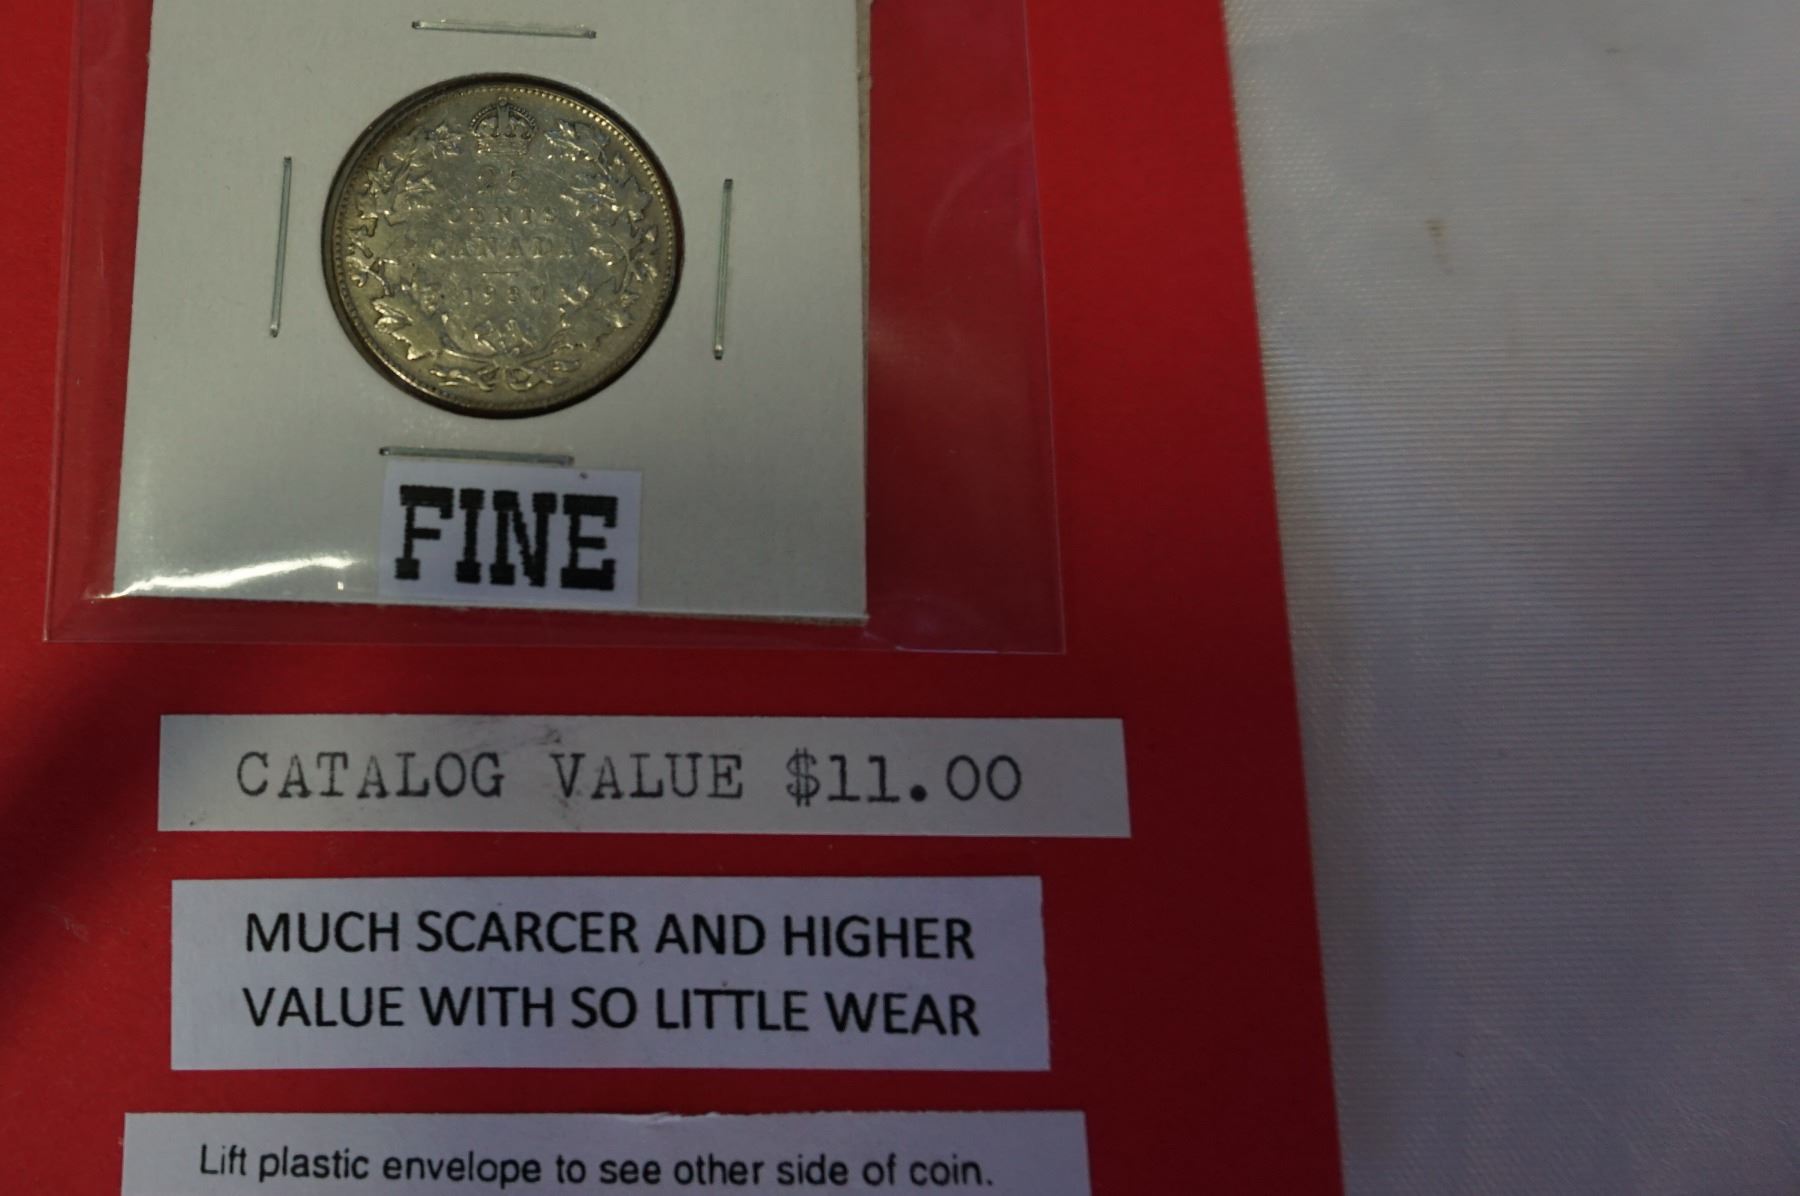 25
CENTS
CANADA
1930
FINE
CATALOG VALUE $11.00
MUCH SCARCER AND HIGHER
VALUE WITH SO LITTLE WEAR
Lift plastic envelope to see other side of coin.